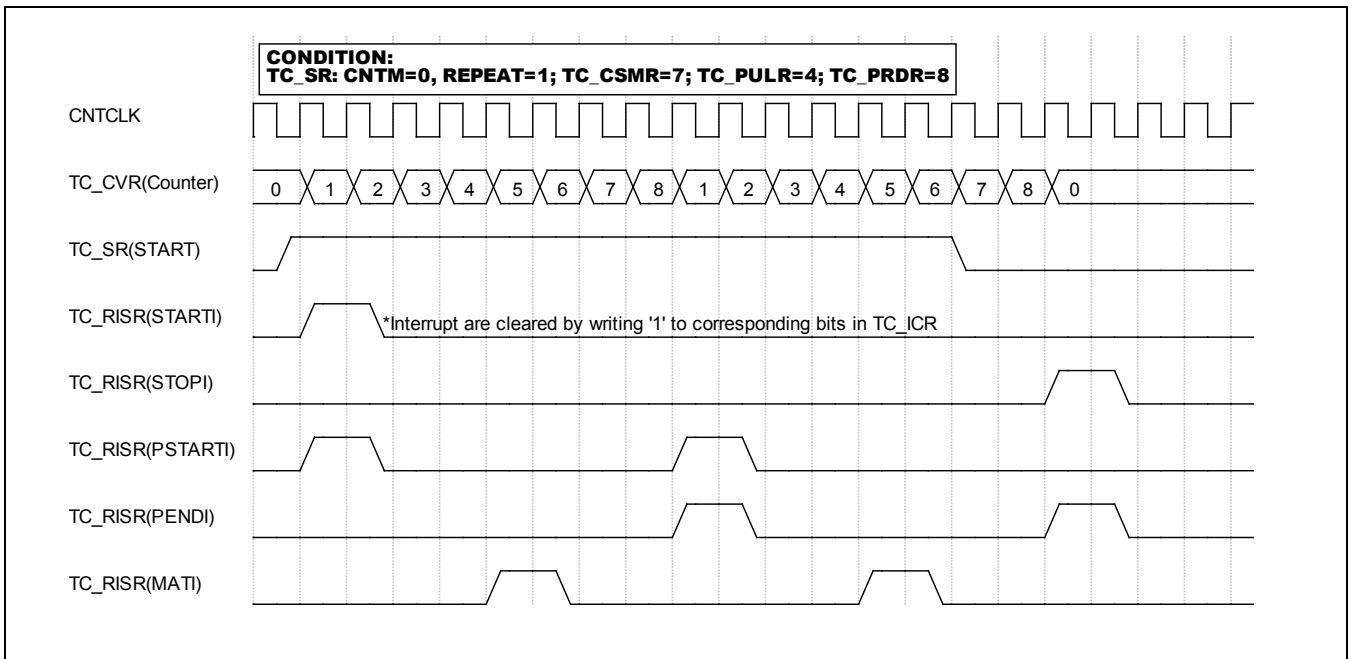 CONDITION:
TC_SR: CNTM=0, REPEAT=1; TC_CSMR=7; TC_PULR=4; TC_PRDR=8
CNTCLK
TC_CVR(Counter) 0 1 2 3 4 5 6 7 8 1 2 3 4 5 6 7 8 0
TC_SR(START)
TC_RISR(STARTI) *Interrupt are cleared by writing '1' to corresponding bits in TC_ICR
TC_RISR(STOPI)
TC_RISR(PSTARTI)
TC_RISR(PENDI)
TC_RISR(MATI)